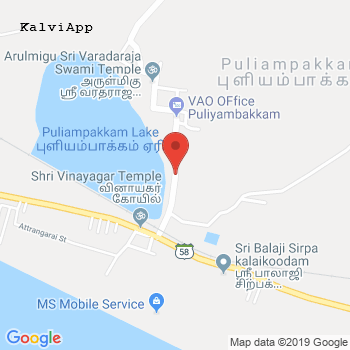 KalviApp
Puliampakkam
புளியம்பாக்க
Arulmigu Sri Varadaraja
Swami Temple
அருள்மிகு
ஸ்ரீ வரதராஜ...
VAO OFfice
Puliyambakkam
Puliampakkam Lake
புளியம்பாக்கம் ஏரி
Shri Vinayagar Temple
விநாயகர்
கோயில்
Attrangarai St
58
Sri Balaji Sirpa
kalaikoodam
ஸ்ரீ பாலாஜி
சிற்பக்...
MS Mobile Service
Google
Map data ©2019 Google